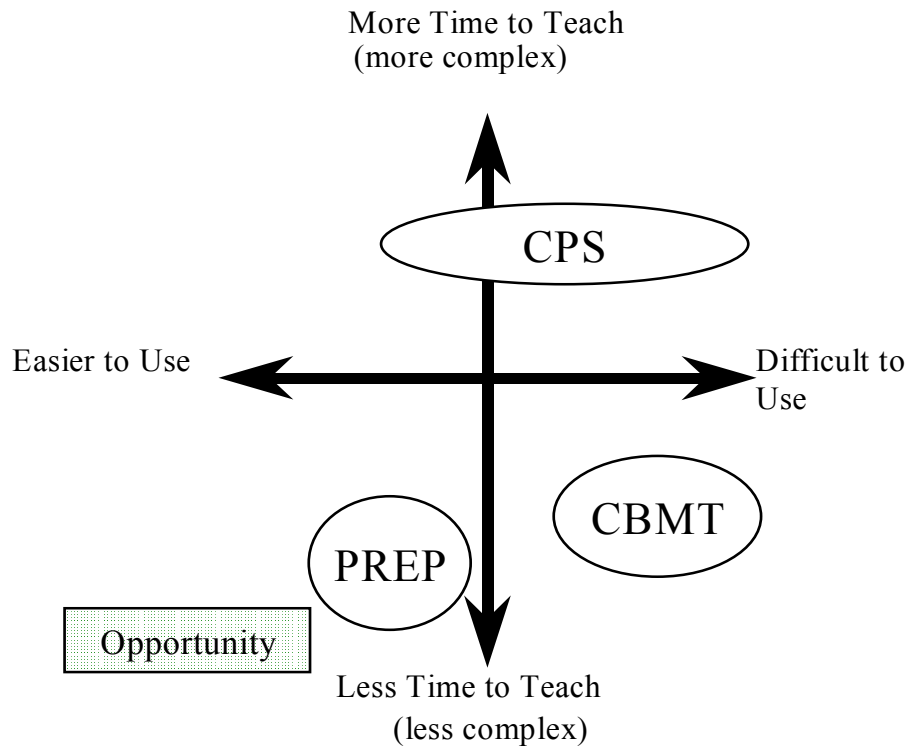 More Time to Teach
(more complex)
CPS
Easier to Use
Difficult to
Use
CBMT
PREP
Opportunity
Less Time to Teach
(less complex)